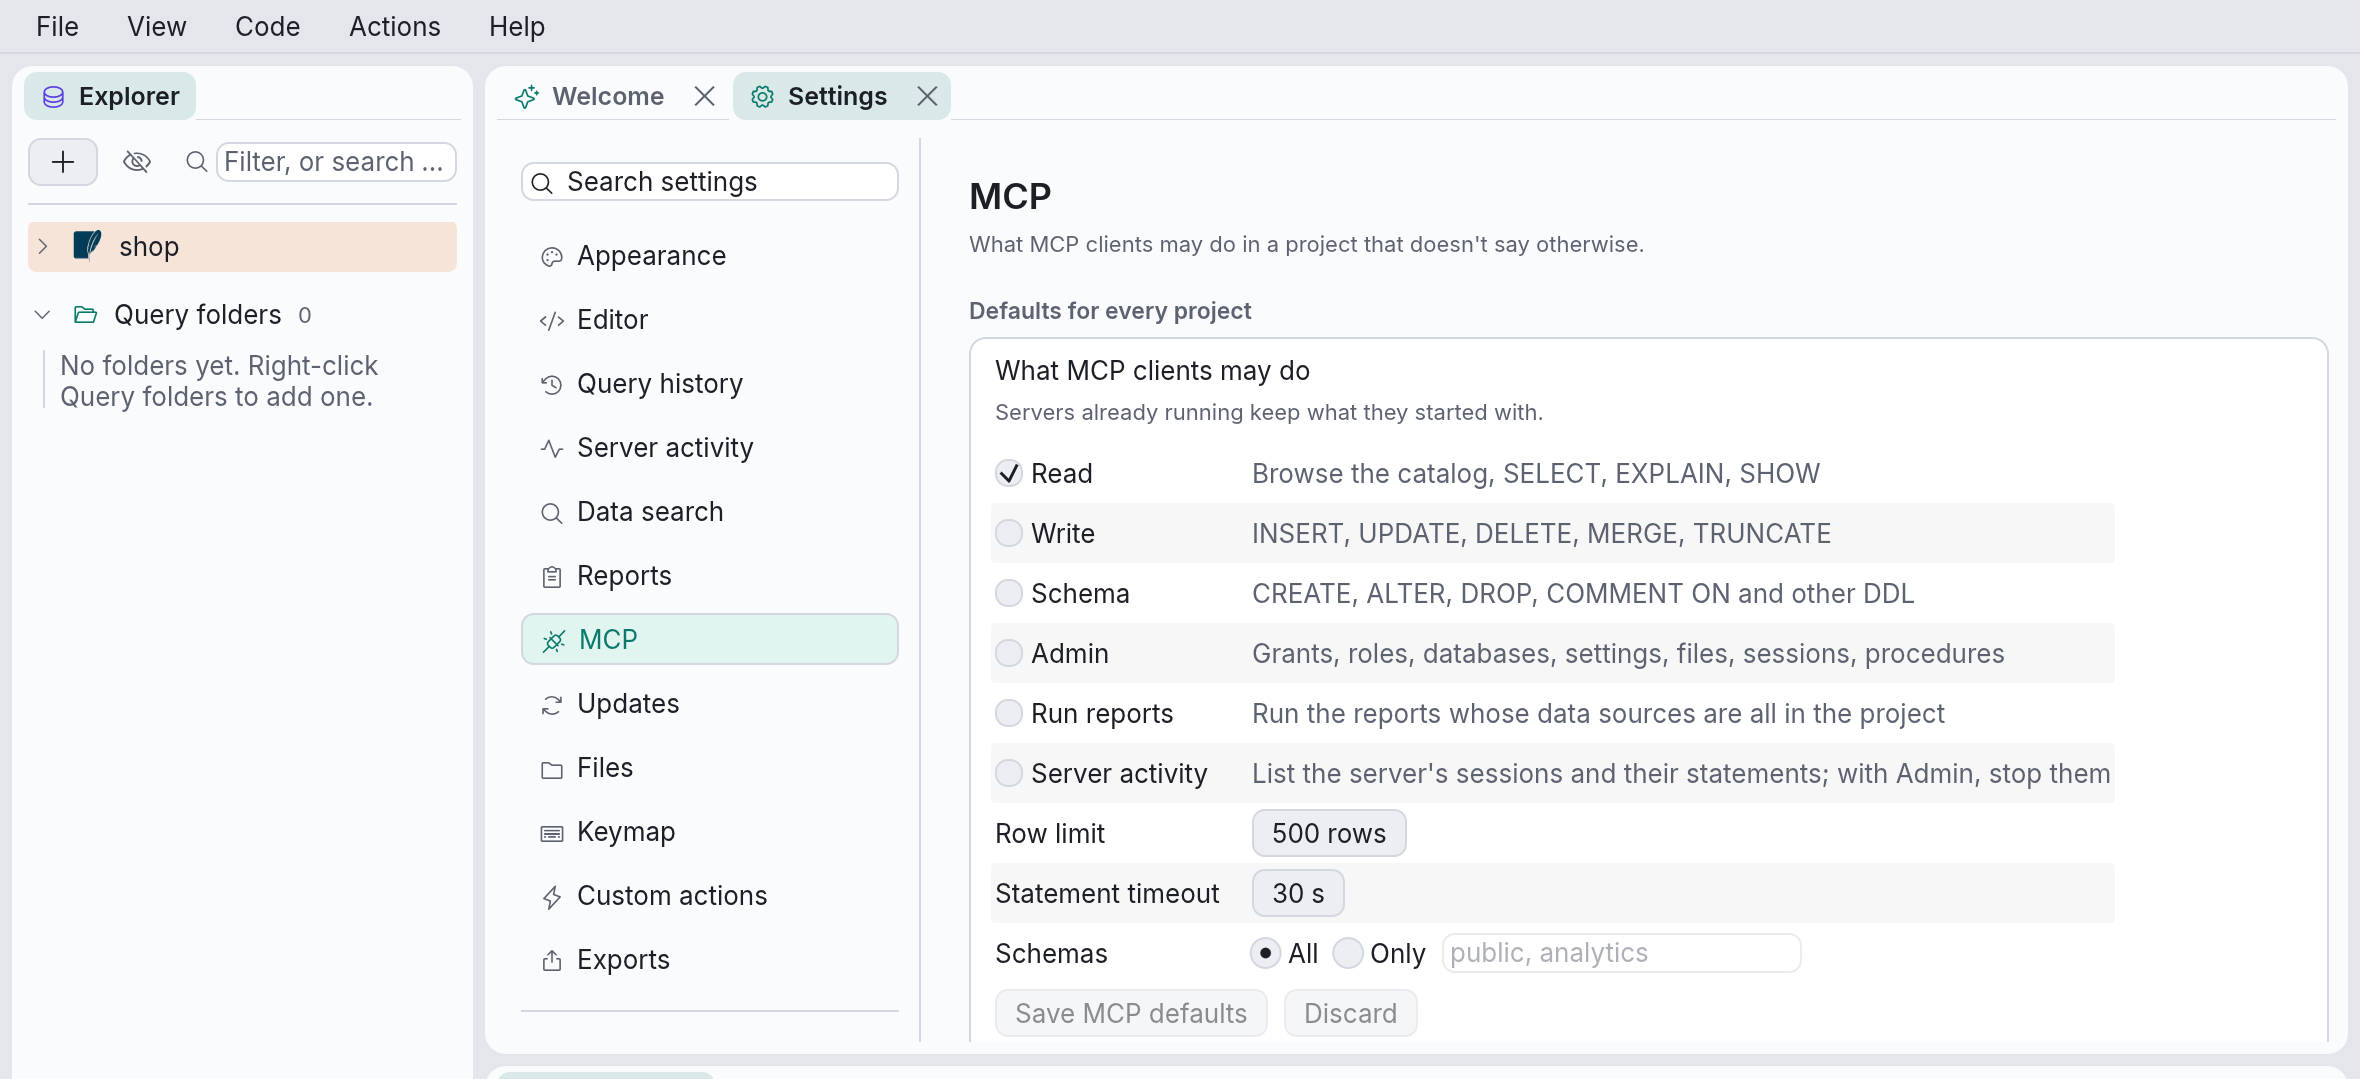 File View Code Actions Help
Explorer
Filter, or search ...
shop
Query folders 0
No folders yet. Right-click
Query folders to add one.
Welcome
Settings
Search settings
Appearance
Editor
Query history
Server activity
Data search
Reports
MCP
Updates
Files
Keymap
Custom actions
Exports
MCP
What MCP clients may do in a project that doesn't say otherwise.
Defaults for every project
What MCP clients may do
Servers already running keep what they started with.
Read Browse the catalog, SELECT, EXPLAIN, SHOW
Write INSERT, UPDATE, DELETE, MERGE, TRUNCATE
Schema CREATE, ALTER, DROP, COMMENT ON and other DDL
Admin Grants, roles, databases, settings, files, sessions, procedures
Run reports Run the reports whose data sources are all in the project
Server activity List the server's sessions and their statements; with Admin, stop them
Row limit 500 rows
Statement timeout 30 s
Schemas All Only public, analytics
Save MCP defaults Discard